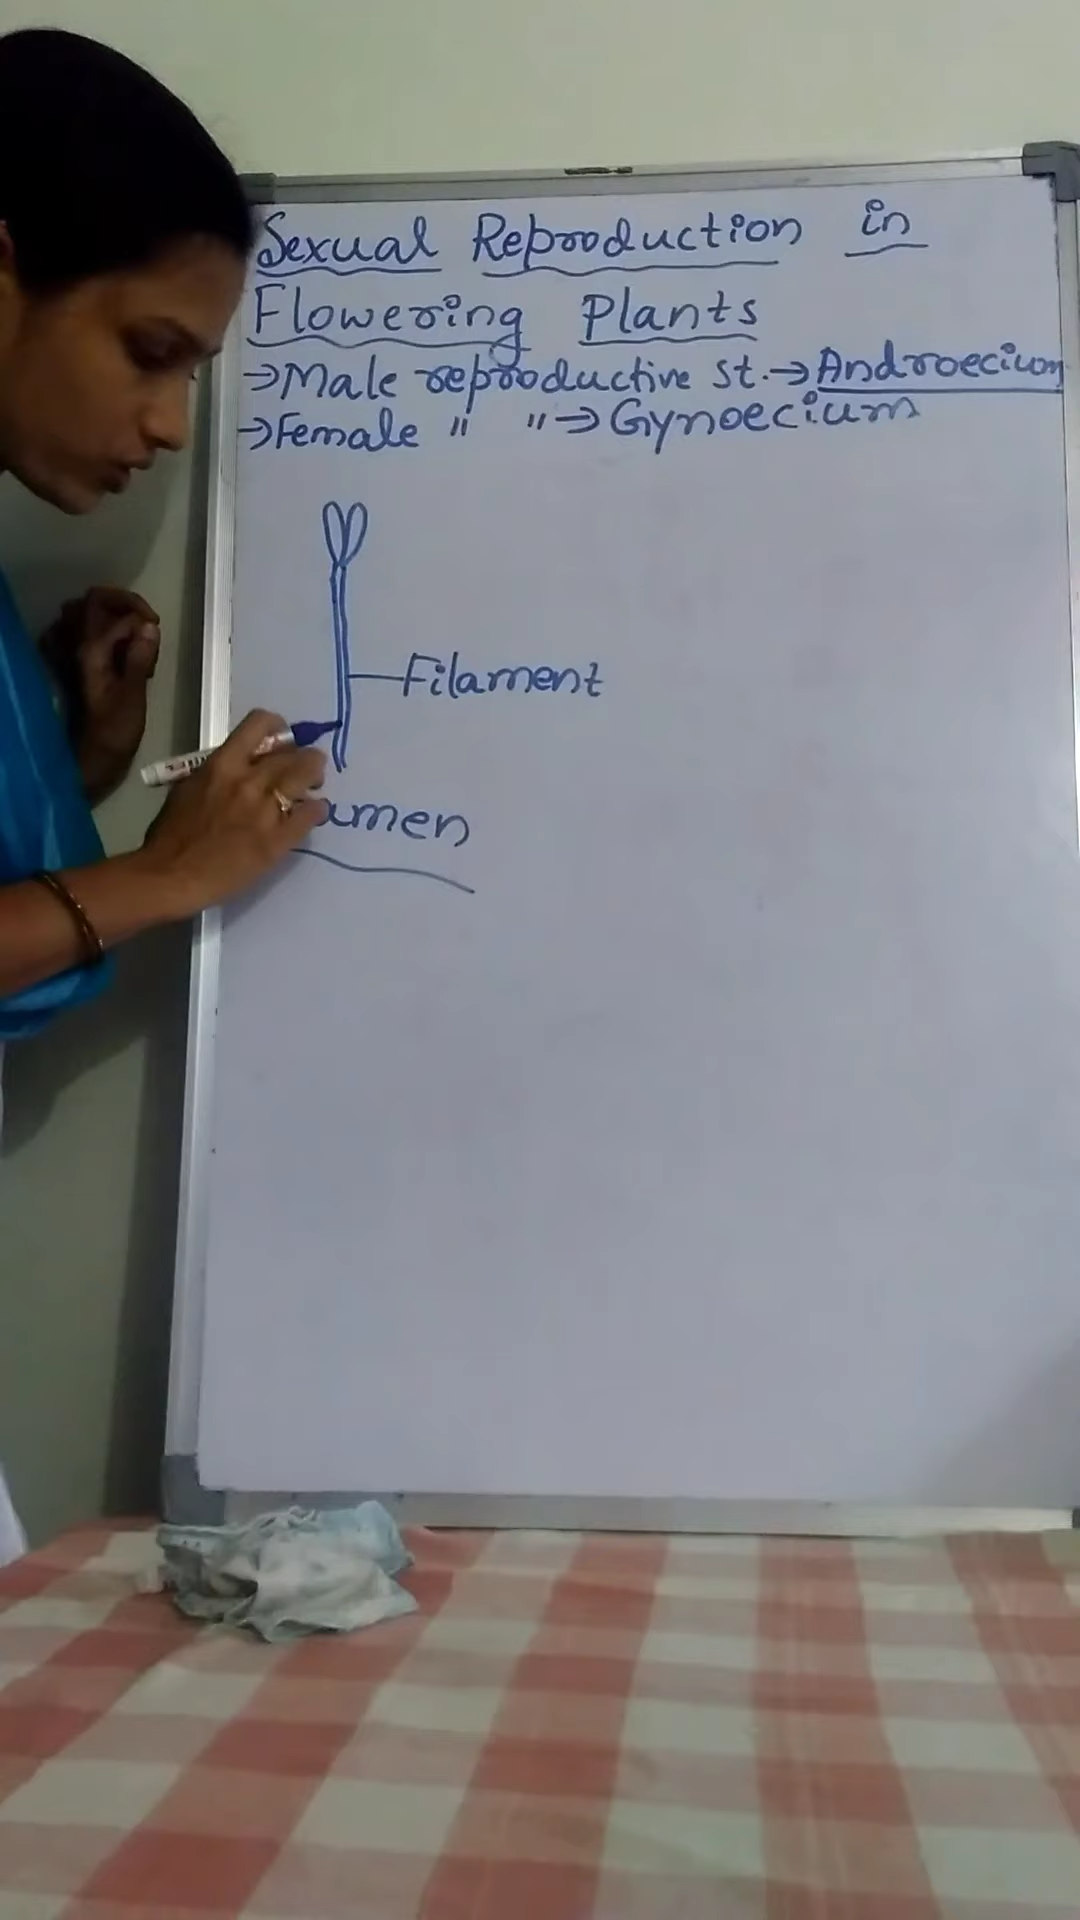 Sexual Reproduction in
Flowering Plants
→Male reproductive st.→Androecium
→Female " " →Gynoecium
Filament